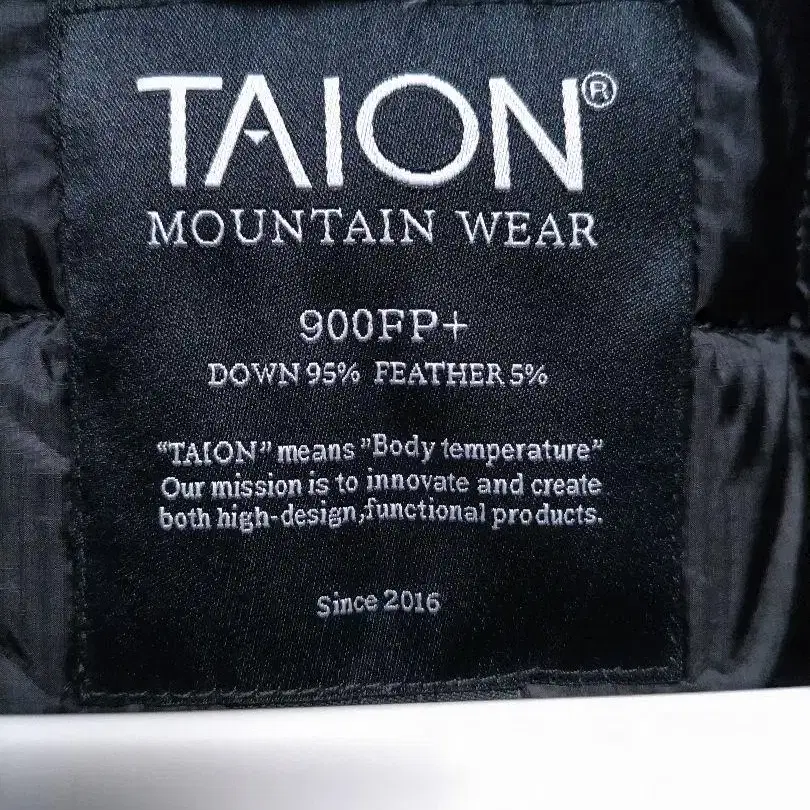 TAION®
MOUNTAIN WEAR
900FP+
DOWN 95% FEATHER 5%
“TAION” means ”Body temperature”
Our mission is to innovate and create
both high-design,functional products.
Since 2016